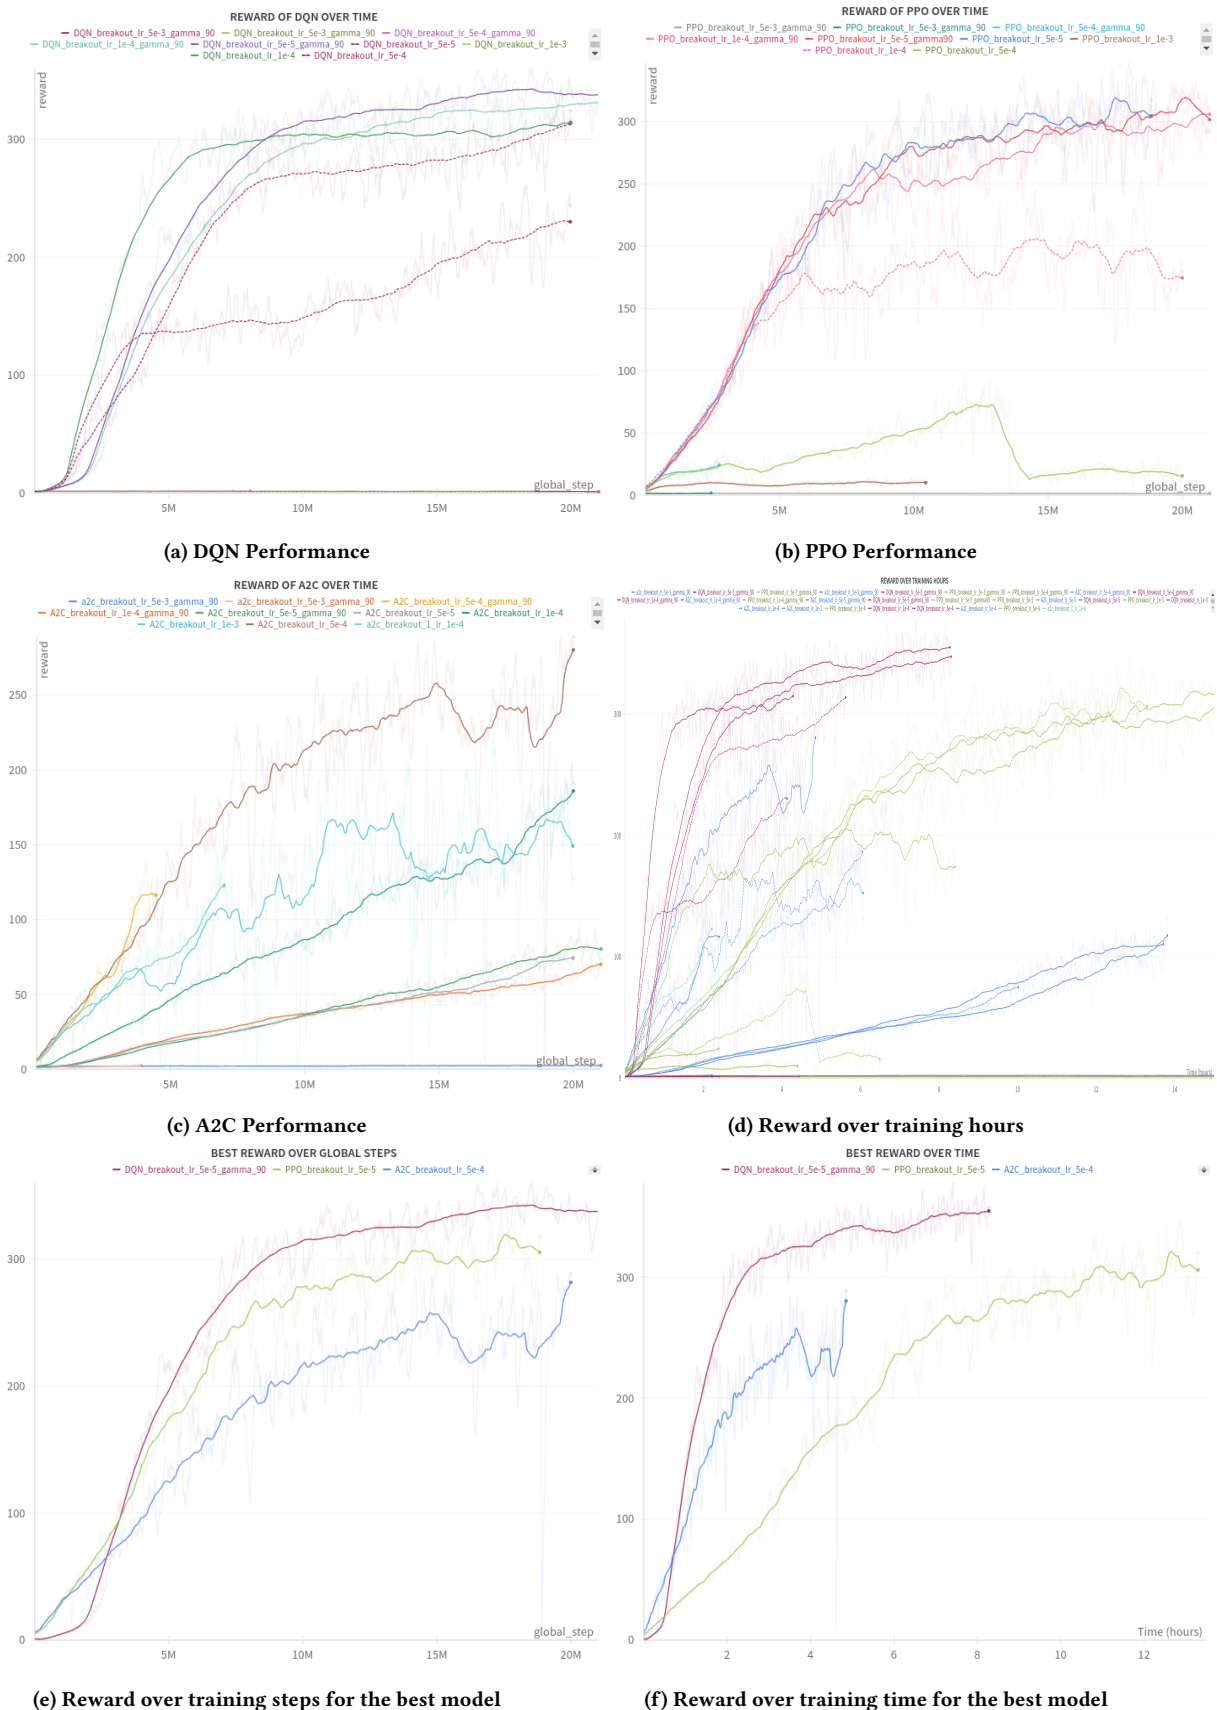 REWARD OF DQN OVER TIME
DQN_breakout_lr_5e-3_gamma_90 DQN_breakout_lr_5e-3_gamma_90 DQN_breakout_lr_5e-4_gamma_90
DQN_breakout_lr_1e-4_gamma_90 DQN_breakout_lr_5e-5_gamma_90 DQN_breakout_lr_5e-5 DQN_breakout_lr_1e-3
DQN_breakout_lr_1e-4 DQN_breakout_lr_5e-4
reward
300
200
100
0
global_step
5M 10M 15M 20M
(a) DQN Performance
REWARD OF PPO OVER TIME
PPO_breakout_lr_5e-3_gamma_90 PPO_breakout_lr_5e-3_gamma_90 PPO_breakout_lr_5e-4_gamma_90
PPO_breakout_lr_1e-4_gamma_90 PPO_breakout_lr_5e-5_gamma90 PPO_breakout_lr_5e-5 PPO_breakout_lr_1e-3
PPO_breakout_lr_1e-4 PPO_breakout_lr_5e-4
reward
300
250
200
150
100
50
0
global_step
5M 10M 15M 20M
(b) PPO Performance
REWARD OF A2C OVER TIME
a2c_breakout_lr_5e-3_gamma_90 a2c_breakout_lr_5e-3_gamma_90 A2C_breakout_lr_5e-4_gamma_90
A2C_breakout_lr_1e-4_gamma_90 A2C_breakout_lr_5e-5_gamma_90 A2C_breakout_lr_5e-5 A2C_breakout_lr_1e-4
A2C_breakout_lr_1e-3 A2C_breakout_lr_5e-4 a2c_breakout_1_lr_1e-4
reward
250
200
150
100
50
0
global_step
5M 10M 15M 20M
(c) A2C Performance
REWARD OVER TRAINING HOURS
300
200
100
0
Time (hours)
2 4 6 8 10 12 14
(d) Reward over training hours
BEST REWARD OVER GLOBAL STEPS
DQN_breakout_lr_5e-5_gamma_90 PPO_breakout_lr_5e-5 A2C_breakout_lr_5e-4
300
200
100
0
global_step
5M 10M 15M 20M
(e) Reward over training steps for the best model
BEST REWARD OVER TIME
DQN_breakout_lr_5e-5_gamma_90 PPO_breakout_lr_5e-5 A2C_breakout_lr_5e-4
300
200
100
0
Time (hours)
2 4 6 8 10 12
(f) Reward over training time for the best model